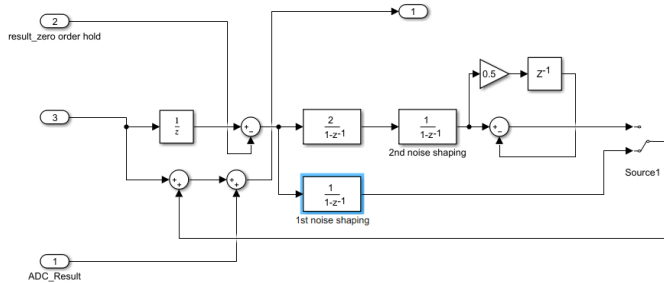 1
2
result_zero order hold
0.5
Z-1
3
1
z
+
−
2
1-z-1
1
1-z-1
2nd noise shaping
+
−
+
+
+
+
1
1-z-1
1st noise shaping
Source1
1
ADC_Result